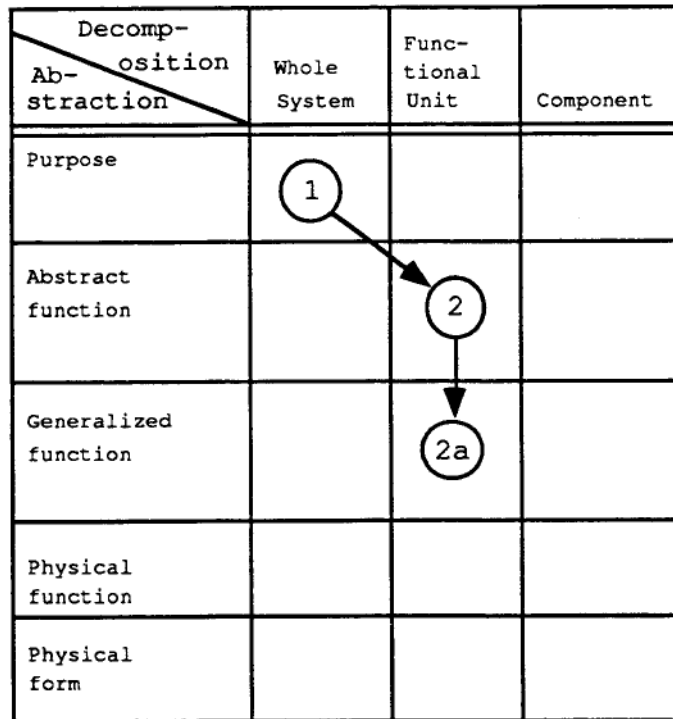 Decomp-
osition
Ab-
straction
Whole
System
Func-
tional
Unit
Component
Purpose
1
Abstract
function
2
Generalized
function
2a
Physical
function
Physical
form